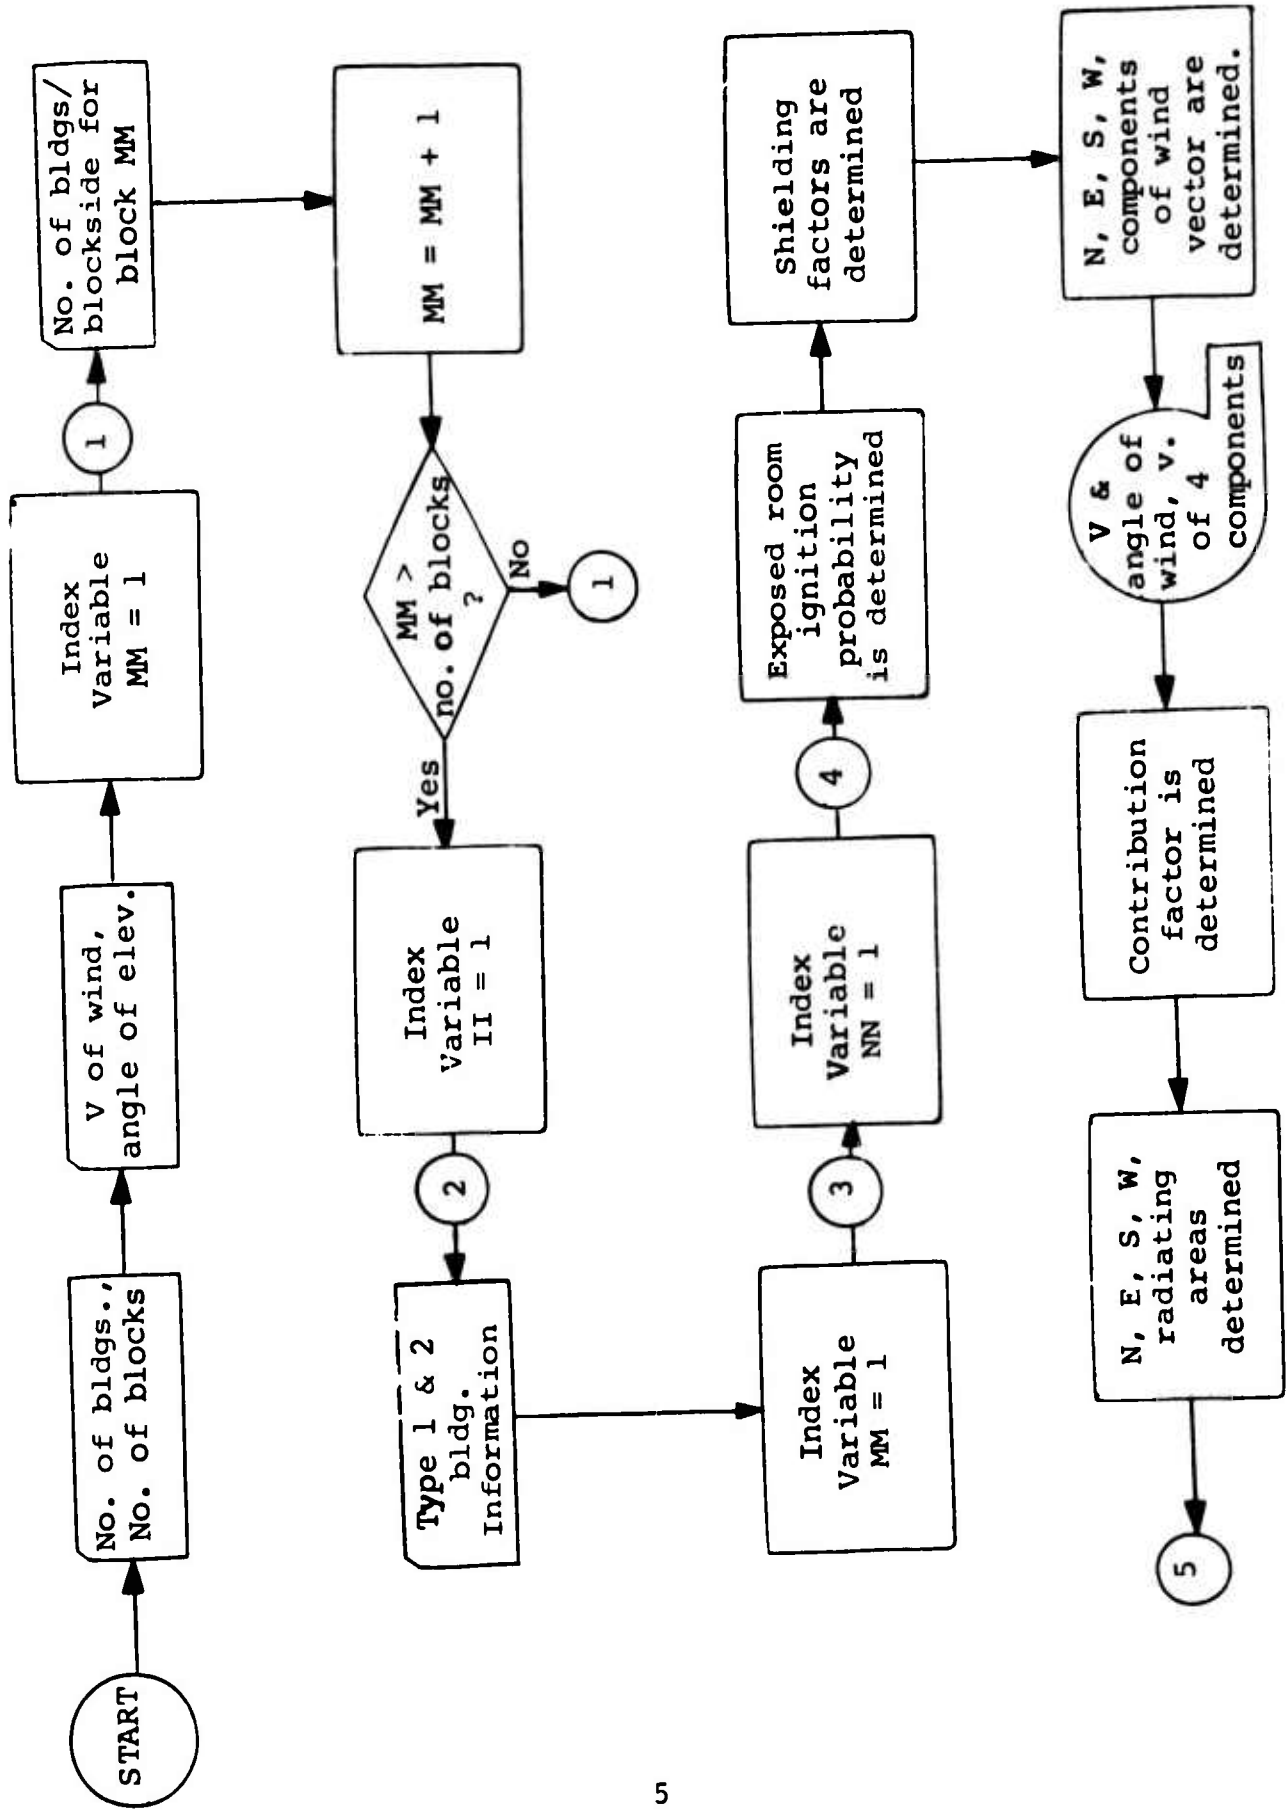 START
No. of bldgs.,
No. of blocks
V of wind,
angle of elev.
Index
Variable
MM = 1
1
No. of bldgs/
blockside for
block MM
MM = MM + 1
MM >
no. of blocks
?
No
1
Yes
Index
Variable
II = 1
2
Type 1 & 2
bldg.
Information
Index
Variable
MM = 1
3
Index
Variable
NN = 1
4
Exposed room
ignition
probability
is determined
Shielding
factors are
determined
N, E, S, W,
components
of wind
vector are
determined.
V &
angle of
wind, v.
of 4
components
Contribution
factor is
determined
N, E, S, W,
radiating
areas
determined
5
5